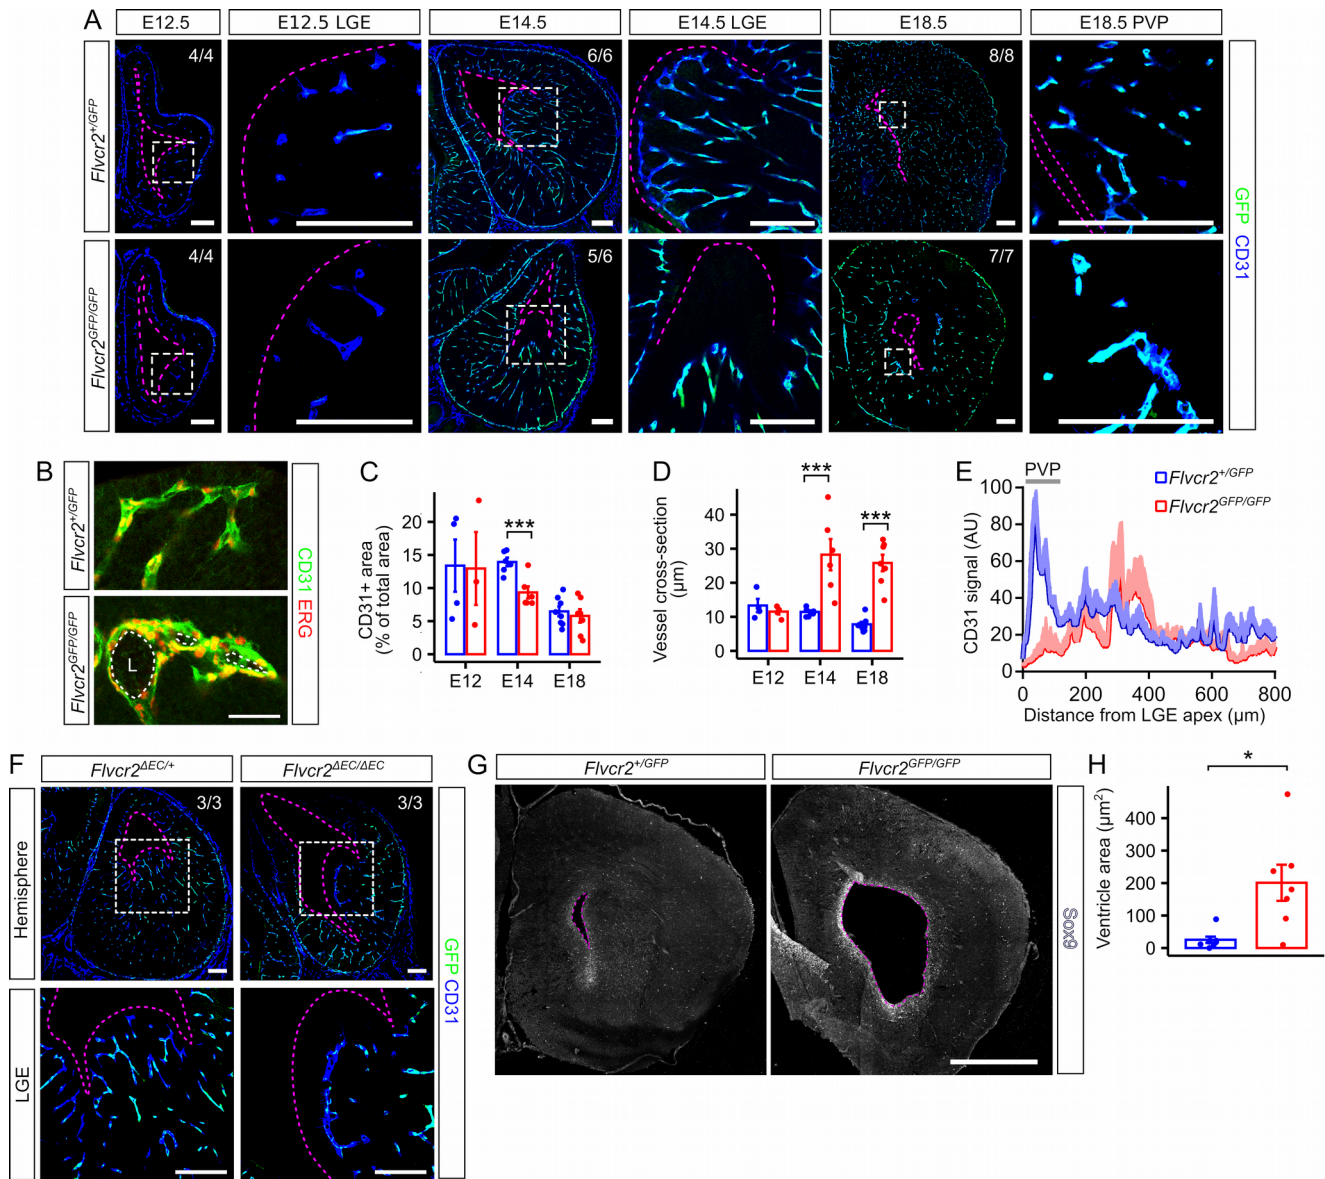 A
E12.5
E12.5 LGE
E14.5
E14.5 LGE
E18.5
E18.5 PVP
Flvcr2+/GFP
4/4
6/6
8/8
Flvcr2GFP/GFP
4/4
5/6
7/7
GFP CD31
B
Flvcr2+/GFP
Flvcr2GFP/GFP
L
CD31 ERG
C
CD31+ area
(% of total area)
20
15
10
5
0
***
E12
E14
E18
D
Vessel cross-section
(µm)
40
30
20
10
0
***
***
E12
E14
E18
E
PVP
Flvcr2+/GFP
Flvcr2GFP/GFP
CD31 signal (AU)
100
80
60
40
20
0
0
200
400
600
800
Distance from LGE apex (µm)
F
Flvcr2ΔEC/+
Flvcr2ΔEC/ΔEC
Hemisphere
3/3
3/3
LGE
GFP CD31
G
Flvcr2+/GFP
Flvcr2GFP/GFP
Sox9
H
*
Ventricle area (µm2)
400
300
200
100
0